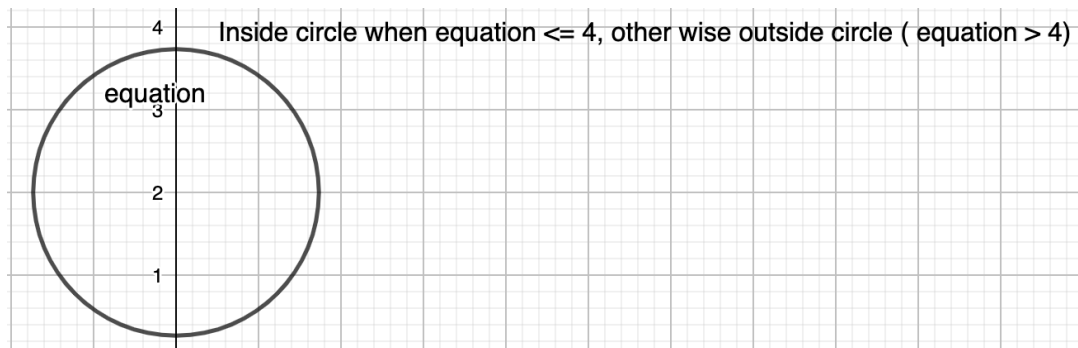 4 Inside circle when equation <= 4, other wise outside circle ( equation > 4)
equation
3
2
1